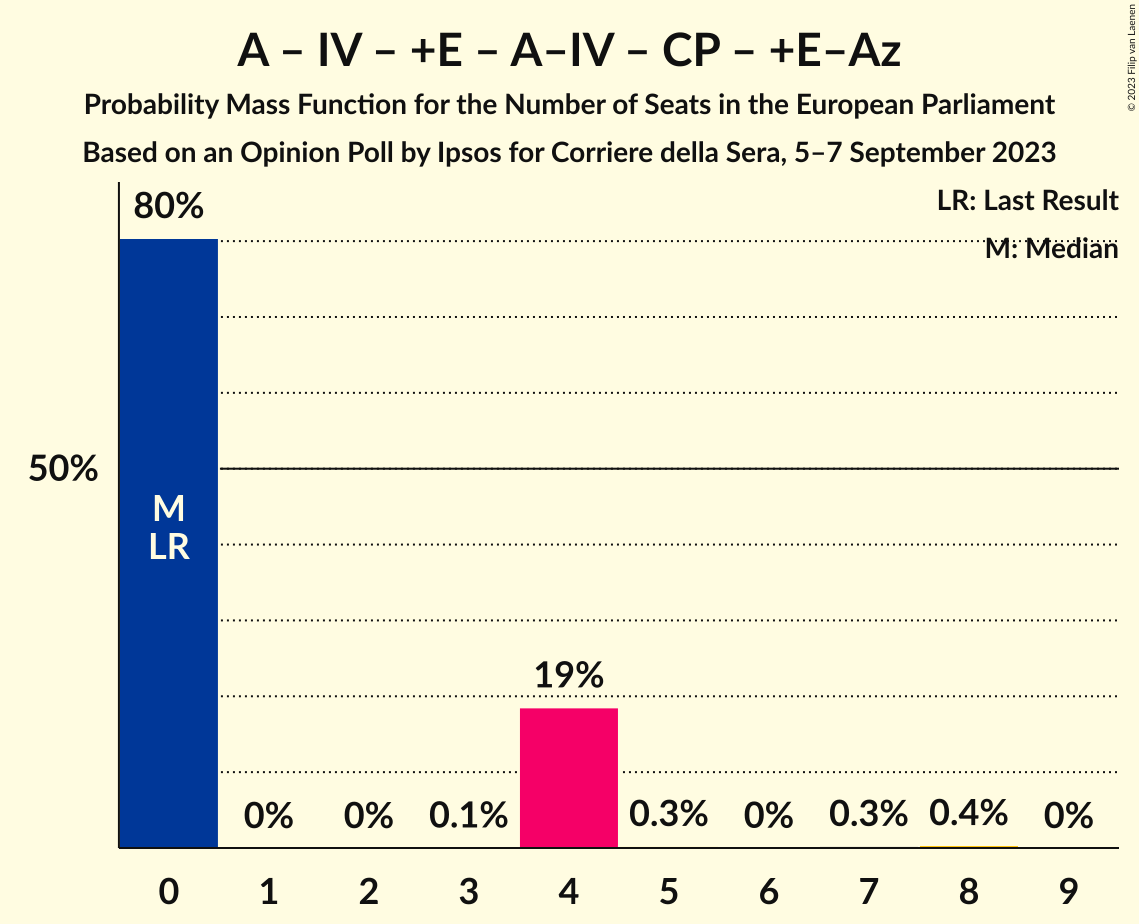 A – IV – +E – A–IV – CP – +E–Az
Probability Mass Function for the Number of Seats in the European Parliament
Based on an Opinion Poll by Ipsos for Corriere della Sera, 5–7 September 2023
© 2023 Filip van Laenen
LR: Last Result
M: Median
80%
50%
M
LR
19%
0%
0%
0.1%
0.3%
0%
0.3%
0.4%
0%
0 1 2 3 4 5 6 7 8 9